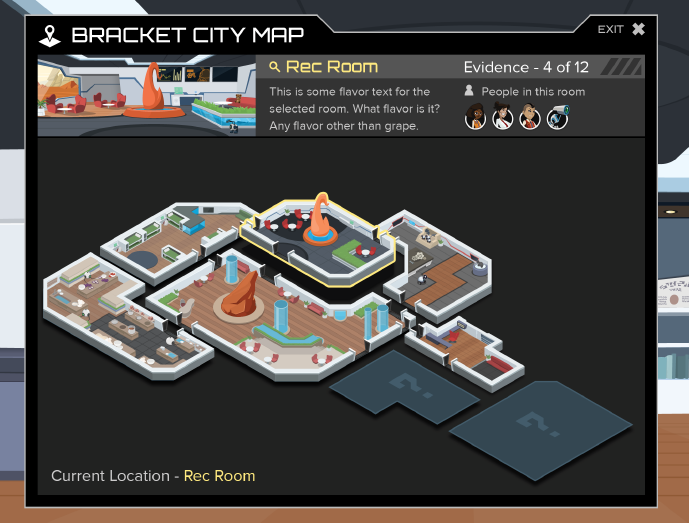 BRACKET CITY MAP
EXIT
Rec Room
Evidence - 4 of 12
This is some flavor text for the
selected room. What flavor is it?
Any flavor other than grape.
People in this room
?
?
Current Location - Rec Room